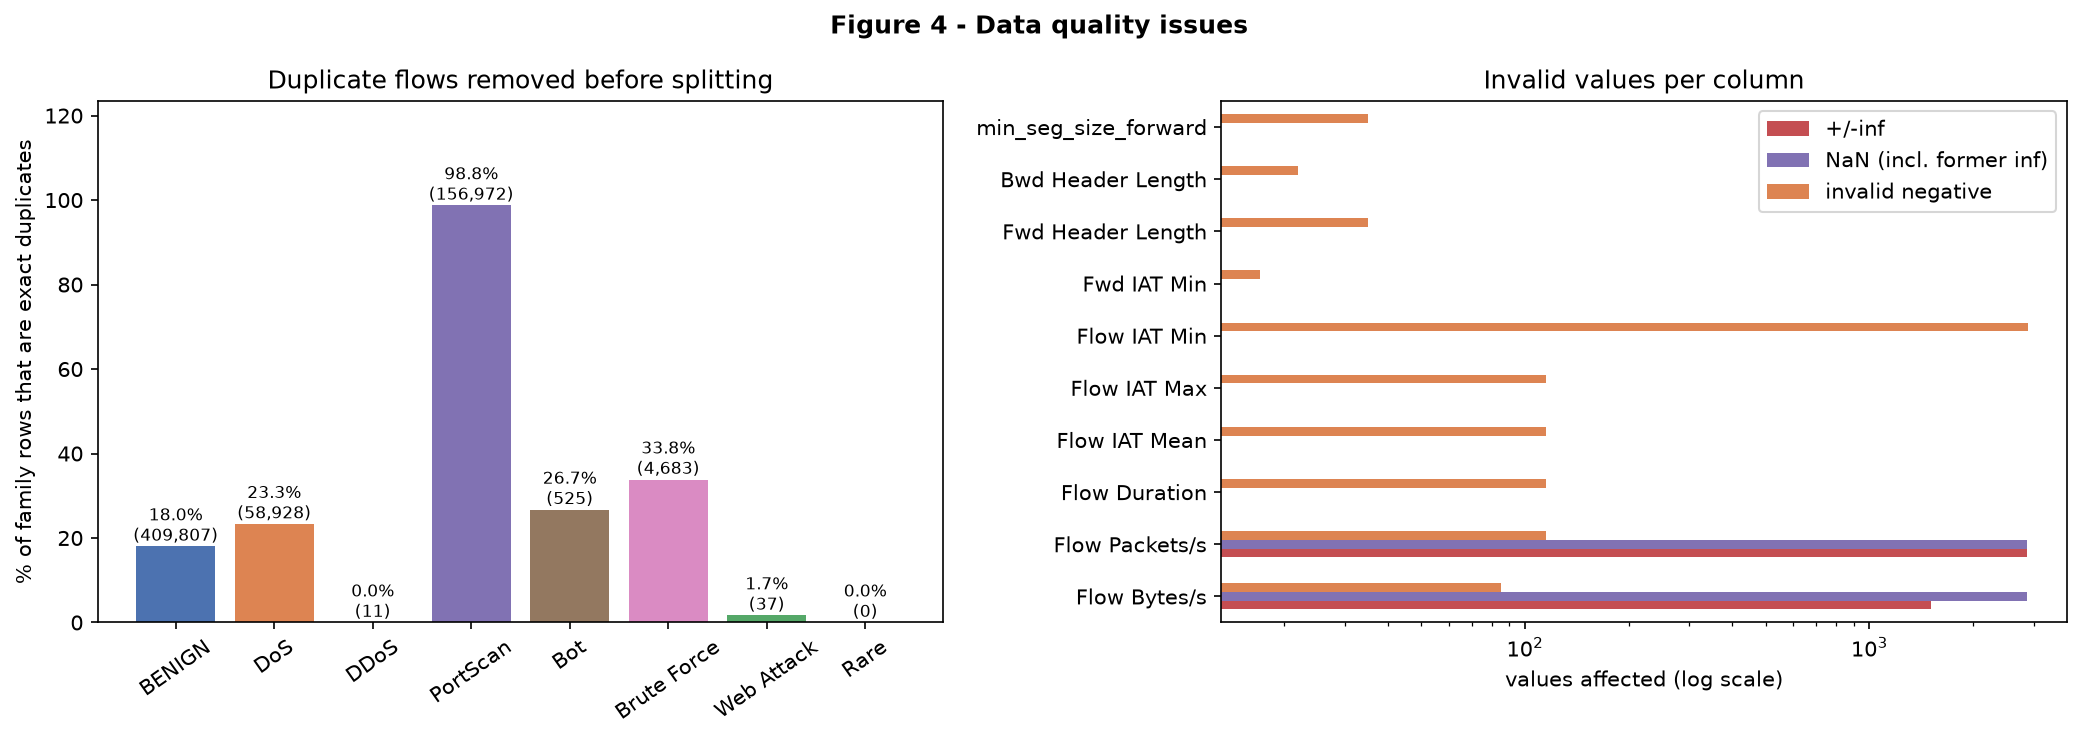 Figure 4 - Data quality issues
Duplicate flows removed before splitting
% of family rows that are exact duplicates
120
100
80
60
40
20
0
18.0%
(409,807)
23.3%
(58,928)
0.0%
(11)
98.8%
(156,972)
26.7%
(525)
33.8%
(4,683)
1.7%
(37)
0.0%
(0)
BENIGN
DoS
DDoS
PortScan
Bot
Brute Force
Web Attack
Rare
Invalid values per column
+/-inf
NaN (incl. former inf)
invalid negative
min_seg_size_forward
Bwd Header Length
Fwd Header Length
Fwd IAT Min
Flow IAT Min
Flow IAT Max
Flow IAT Mean
Flow Duration
Flow Packets/s
Flow Bytes/s
10²
10³
values affected (log scale)